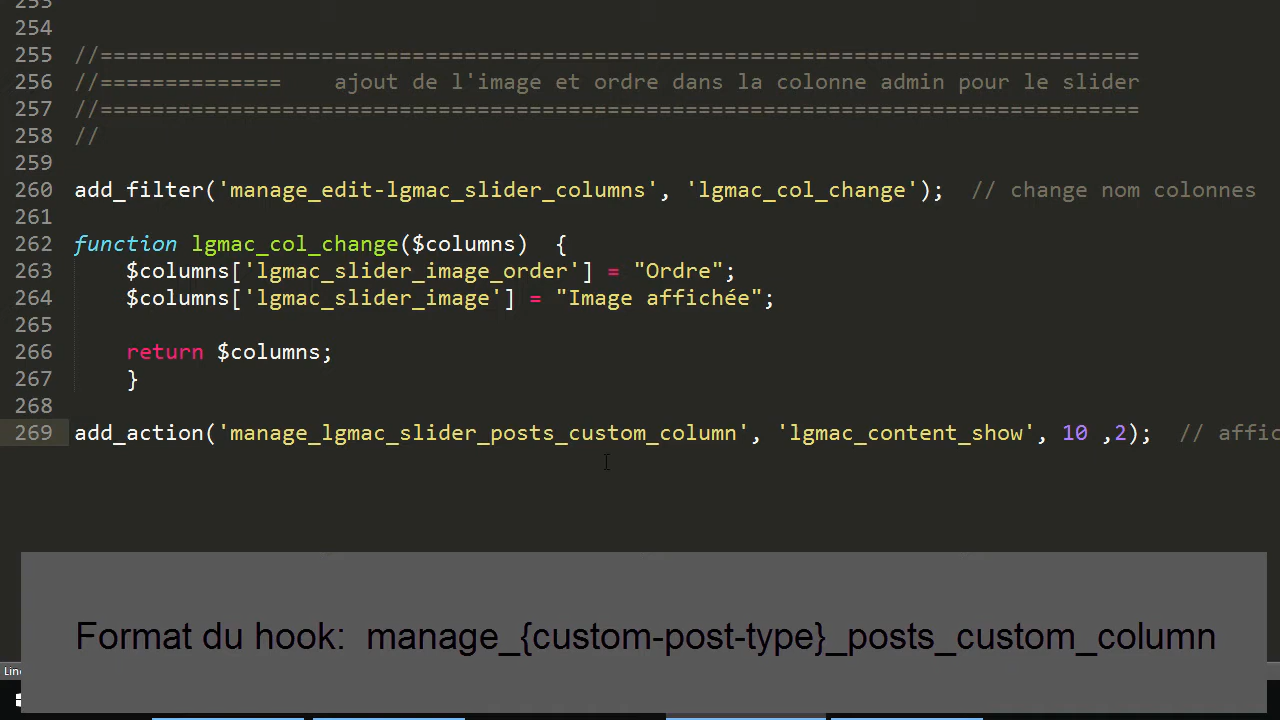 253
254
255 //================================================================================
256 //==============    ajout de l'image et ordre dans la colonne admin pour le slider
257 //================================================================================
258 //
259
260 add_filter('manage_edit-lgmac_slider_columns', 'lgmac_col_change');  // change nom colonnes
261
262 function lgmac_col_change($columns)  {
263     $columns['lgmac_slider_image_order'] = "Ordre";
264     $columns['lgmac_slider_image'] = "Image affichée";
265
266     return $columns;
267     }
268
269 add_action('manage_lgmac_slider_posts_custom_column', 'lgmac_content_show', 10 ,2);  // affic
Format du hook:  manage_{custom-post-type}_posts_custom_column
Line